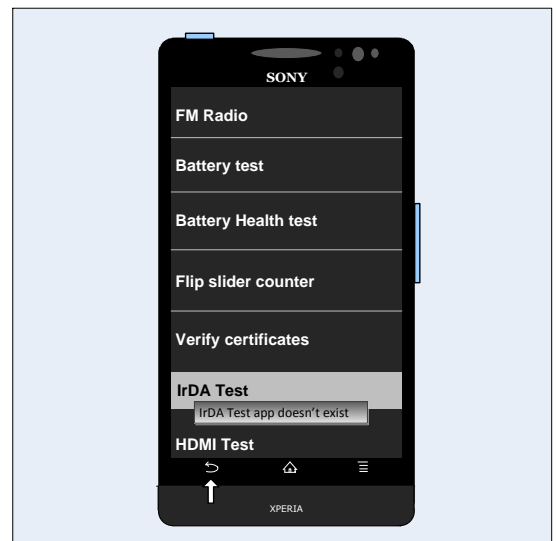 SONY
FM Radio
Battery test
Battery Health test
Flip slider counter
Verify certificates
IrDA Test
IrDA Test app doesn’t exist
HDMI Test
XPERIA